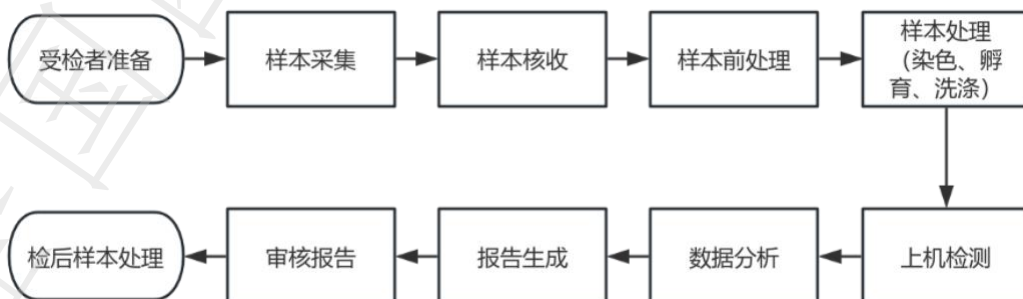 受检者准备
样本采集
样本核收
样本前处理
样本处理
（染色、孵
育、洗涤）
上机检测
数据分析
报告生成
审核报告
检后样本处理